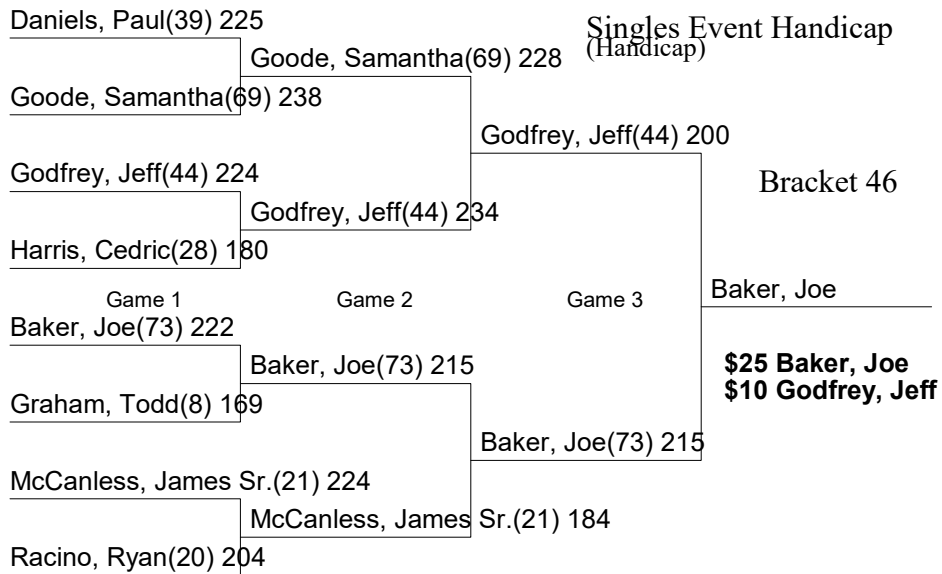 Daniels, Paul(39) 225
Singles Event Handicap
(Handicap)
Goode, Samantha(69) 228
Goode, Samantha(69) 238
Godfrey, Jeff(44) 200
Godfrey, Jeff(44) 224
Bracket 46
Godfrey, Jeff(44) 234
Harris, Cedric(28) 180
Game 1 Game 2 Game 3
Baker, Joe
Baker, Joe(73) 222
Baker, Joe(73) 215
$25 Baker, Joe
$10 Godfrey, Jeff
Graham, Todd(8) 169
Baker, Joe(73) 215
McCanless, James Sr.(21) 224
McCanless, James Sr.(21) 184
Racino, Ryan(20) 204